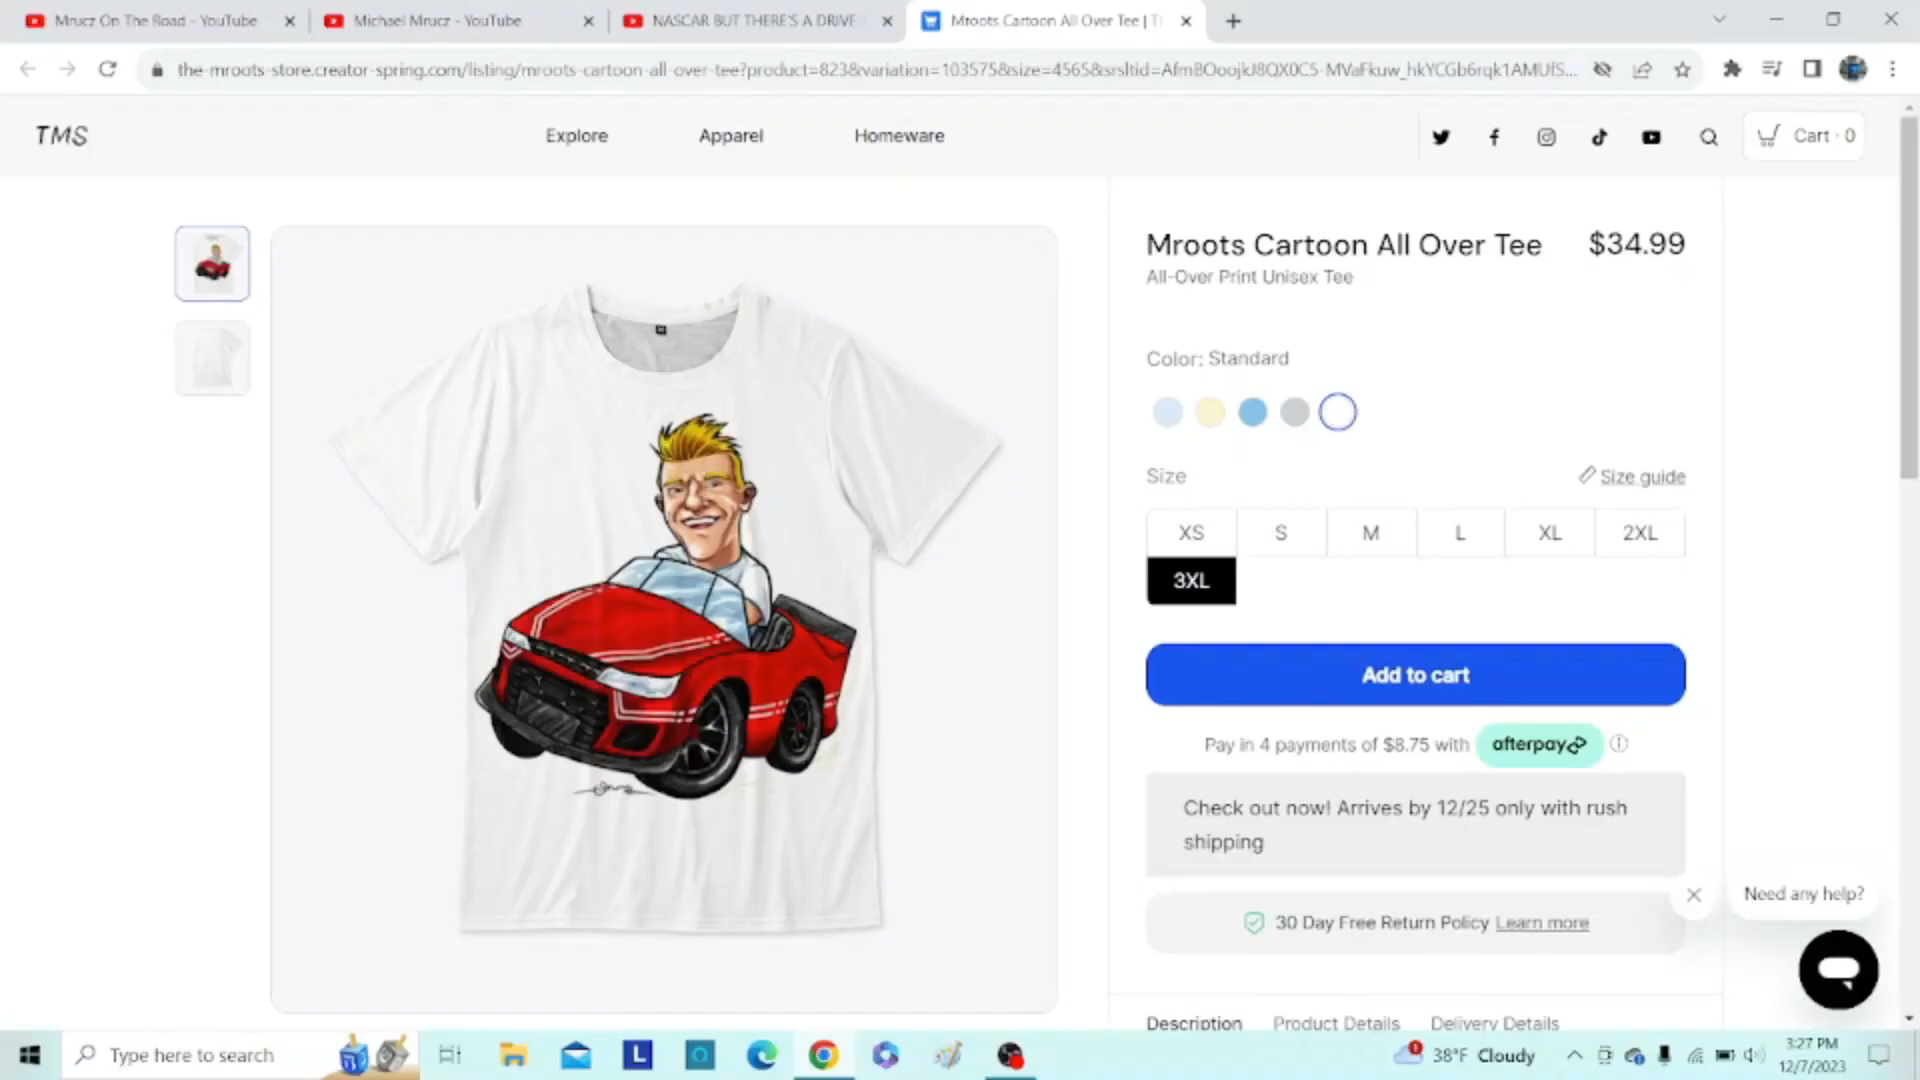 Mrucz On The Road - YouTube
Michael Mrucz - YouTube
NASCAR BUT THERE'S A DRIVE
Mroots Cartoon All Over Tee | T
the-mroots-store.creator-spring.com/listing/mroots-cartoon-all-over-tee?product=823&variation=103575&size=4565&srsltid=
TMS
Explore
Apparel
Homeware
Cart · 0
Mroots Cartoon All Over Tee
$34.99
All-Over Print Unisex Tee
Color: Standard
Size
Size guide
XS
S
M
L
XL
2XL
3XL
Add to cart
Pay in 4 payments of $8.75 with afterpay
Check out now! Arrives by 12/25 only with rush
shipping
30 Day Free Return Policy Learn more
Need any help?
Description
Product Details
Delivery Details
Type here to search
L
38°F Cloudy
3:27 PM
12/7/2023